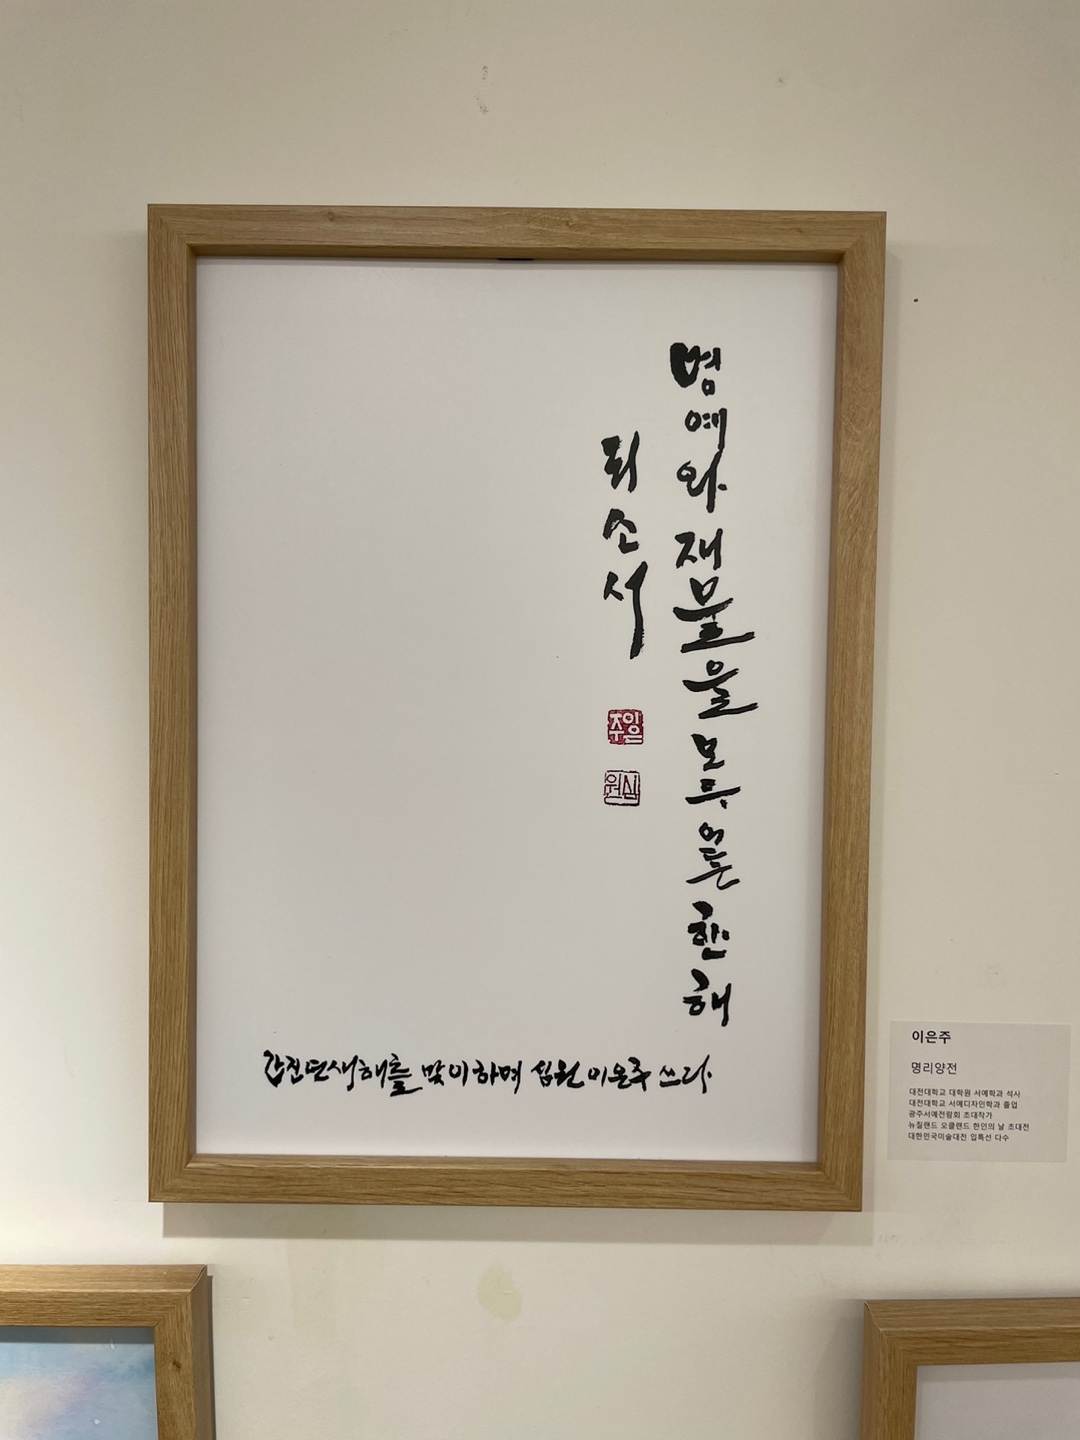 명예와 재물을 모두 얻은 한 해
되소서
은주
심원
갑진년 새해를 맞이하며 심원 이은주 쓰다.
이은주
명리양전
대전대학교 대학원 서예학과 석사
대전대학교 서예디자인학과 졸업
광주서예전람회 초대작가
뉴질랜드 오클랜드 한인의 날 초대전
대한민국미술대전 입특선 다수